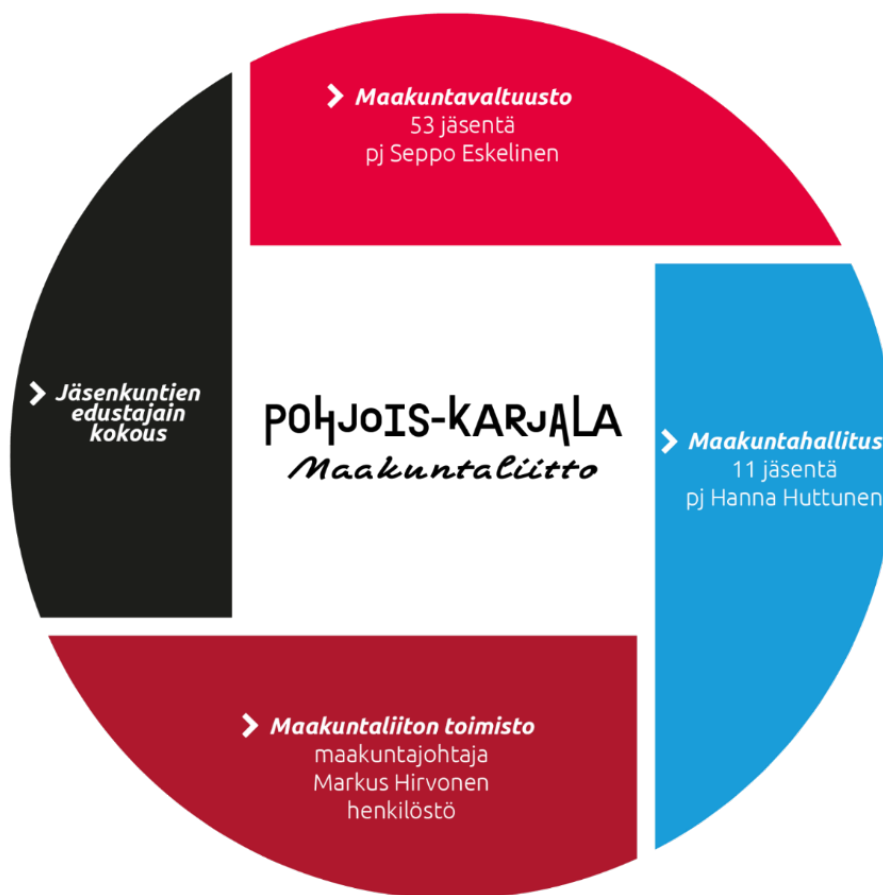 Maakuntavaltuusto
53 jäsentä
pj Seppo Eskelinen
Jäsenkuntien
edustajain
kokous
POHJOIS-KARJALA
Maakuntaliitto
Maakuntahallitus
11 jäsentä
pj Hanna Huttunen
Maakuntaliiton toimisto
maakuntajohtaja
Markus Hirvonen
henkilöstö